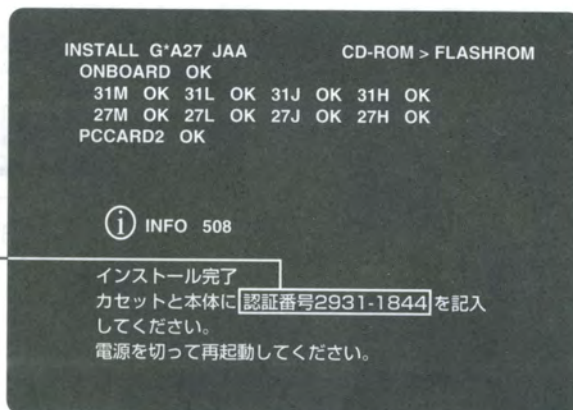 INSTALL G*A27 JAA CD-ROM > FLASHROM
ONBOARD OK
31M OK 31L OK 31J OK 31H OK
27M OK 27L OK 27J OK 27H OK
PCCARD2 OK
i INFO 508
インストール完了
カセットと本体に認証番号2931-1844を記入
してください。
電源を切って再起動してください。